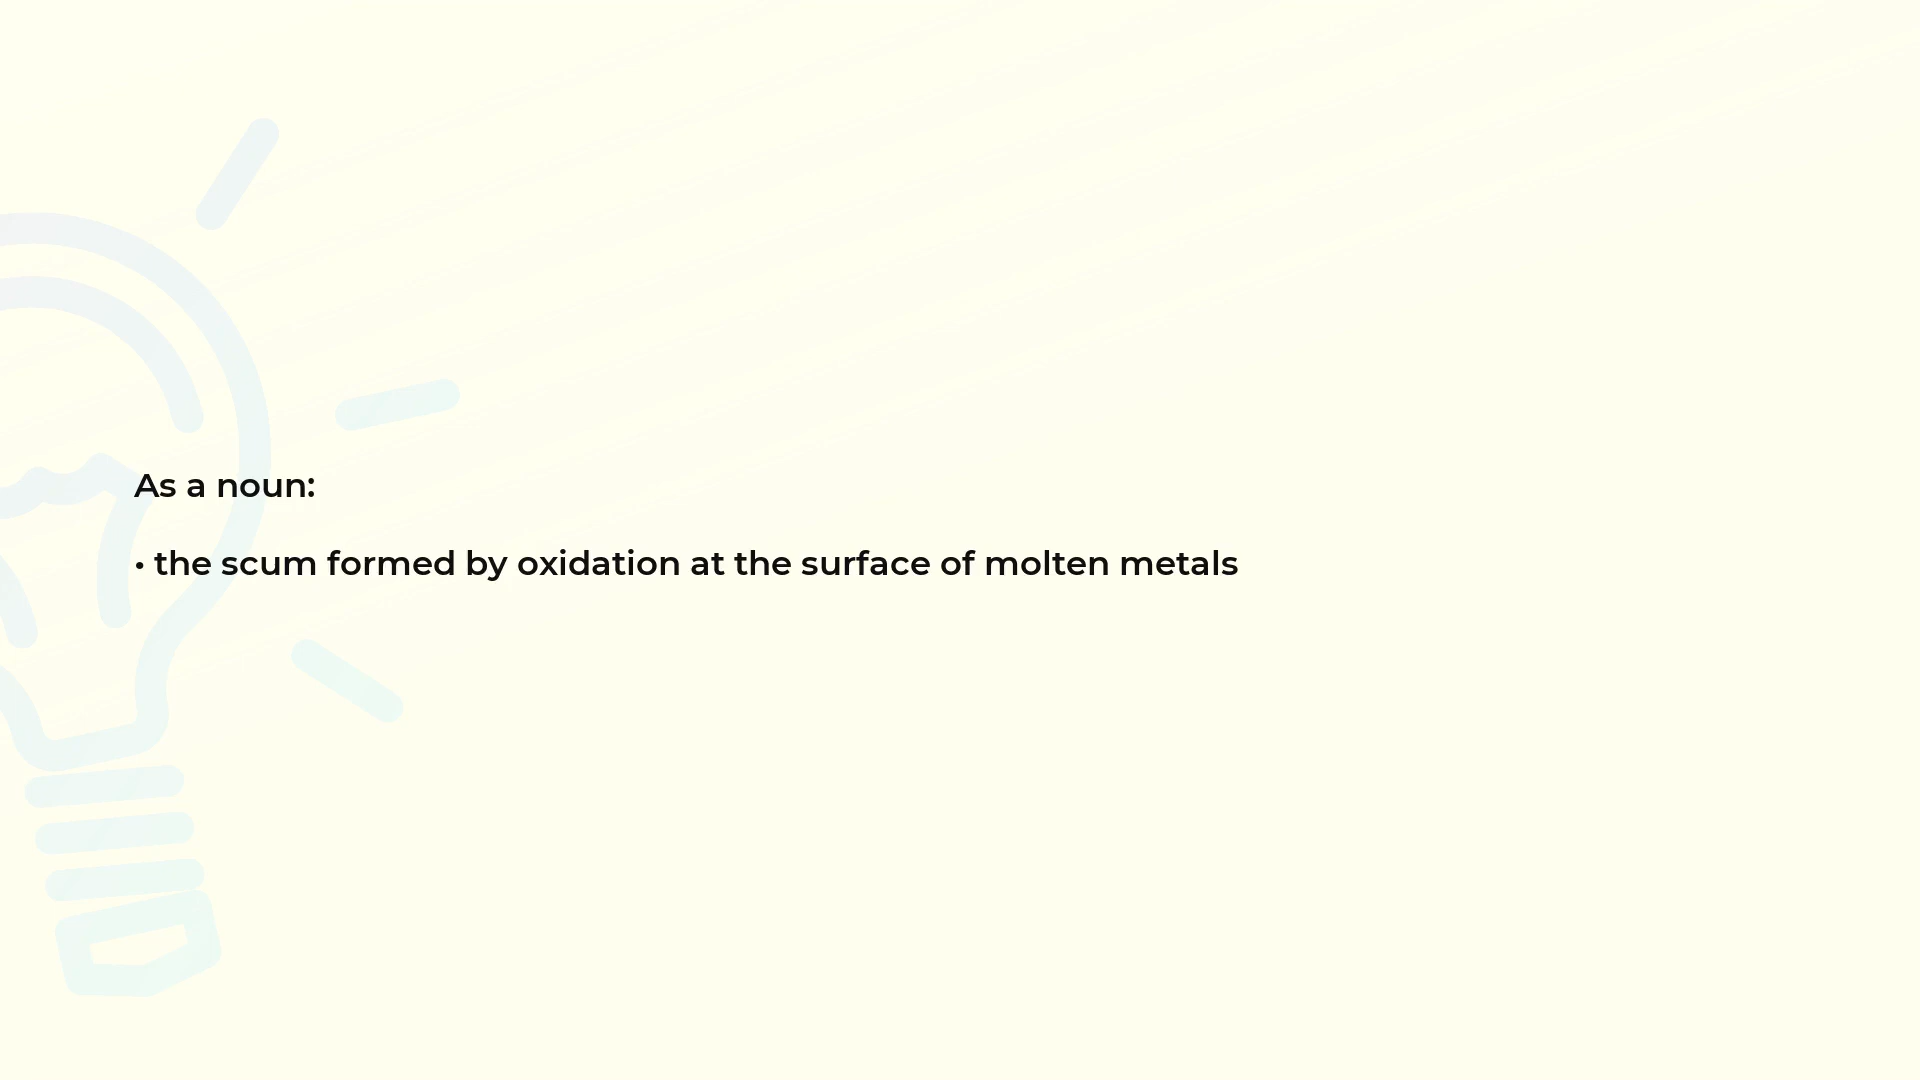 As a noun:
• the scum formed by oxidation at the surface of molten metals